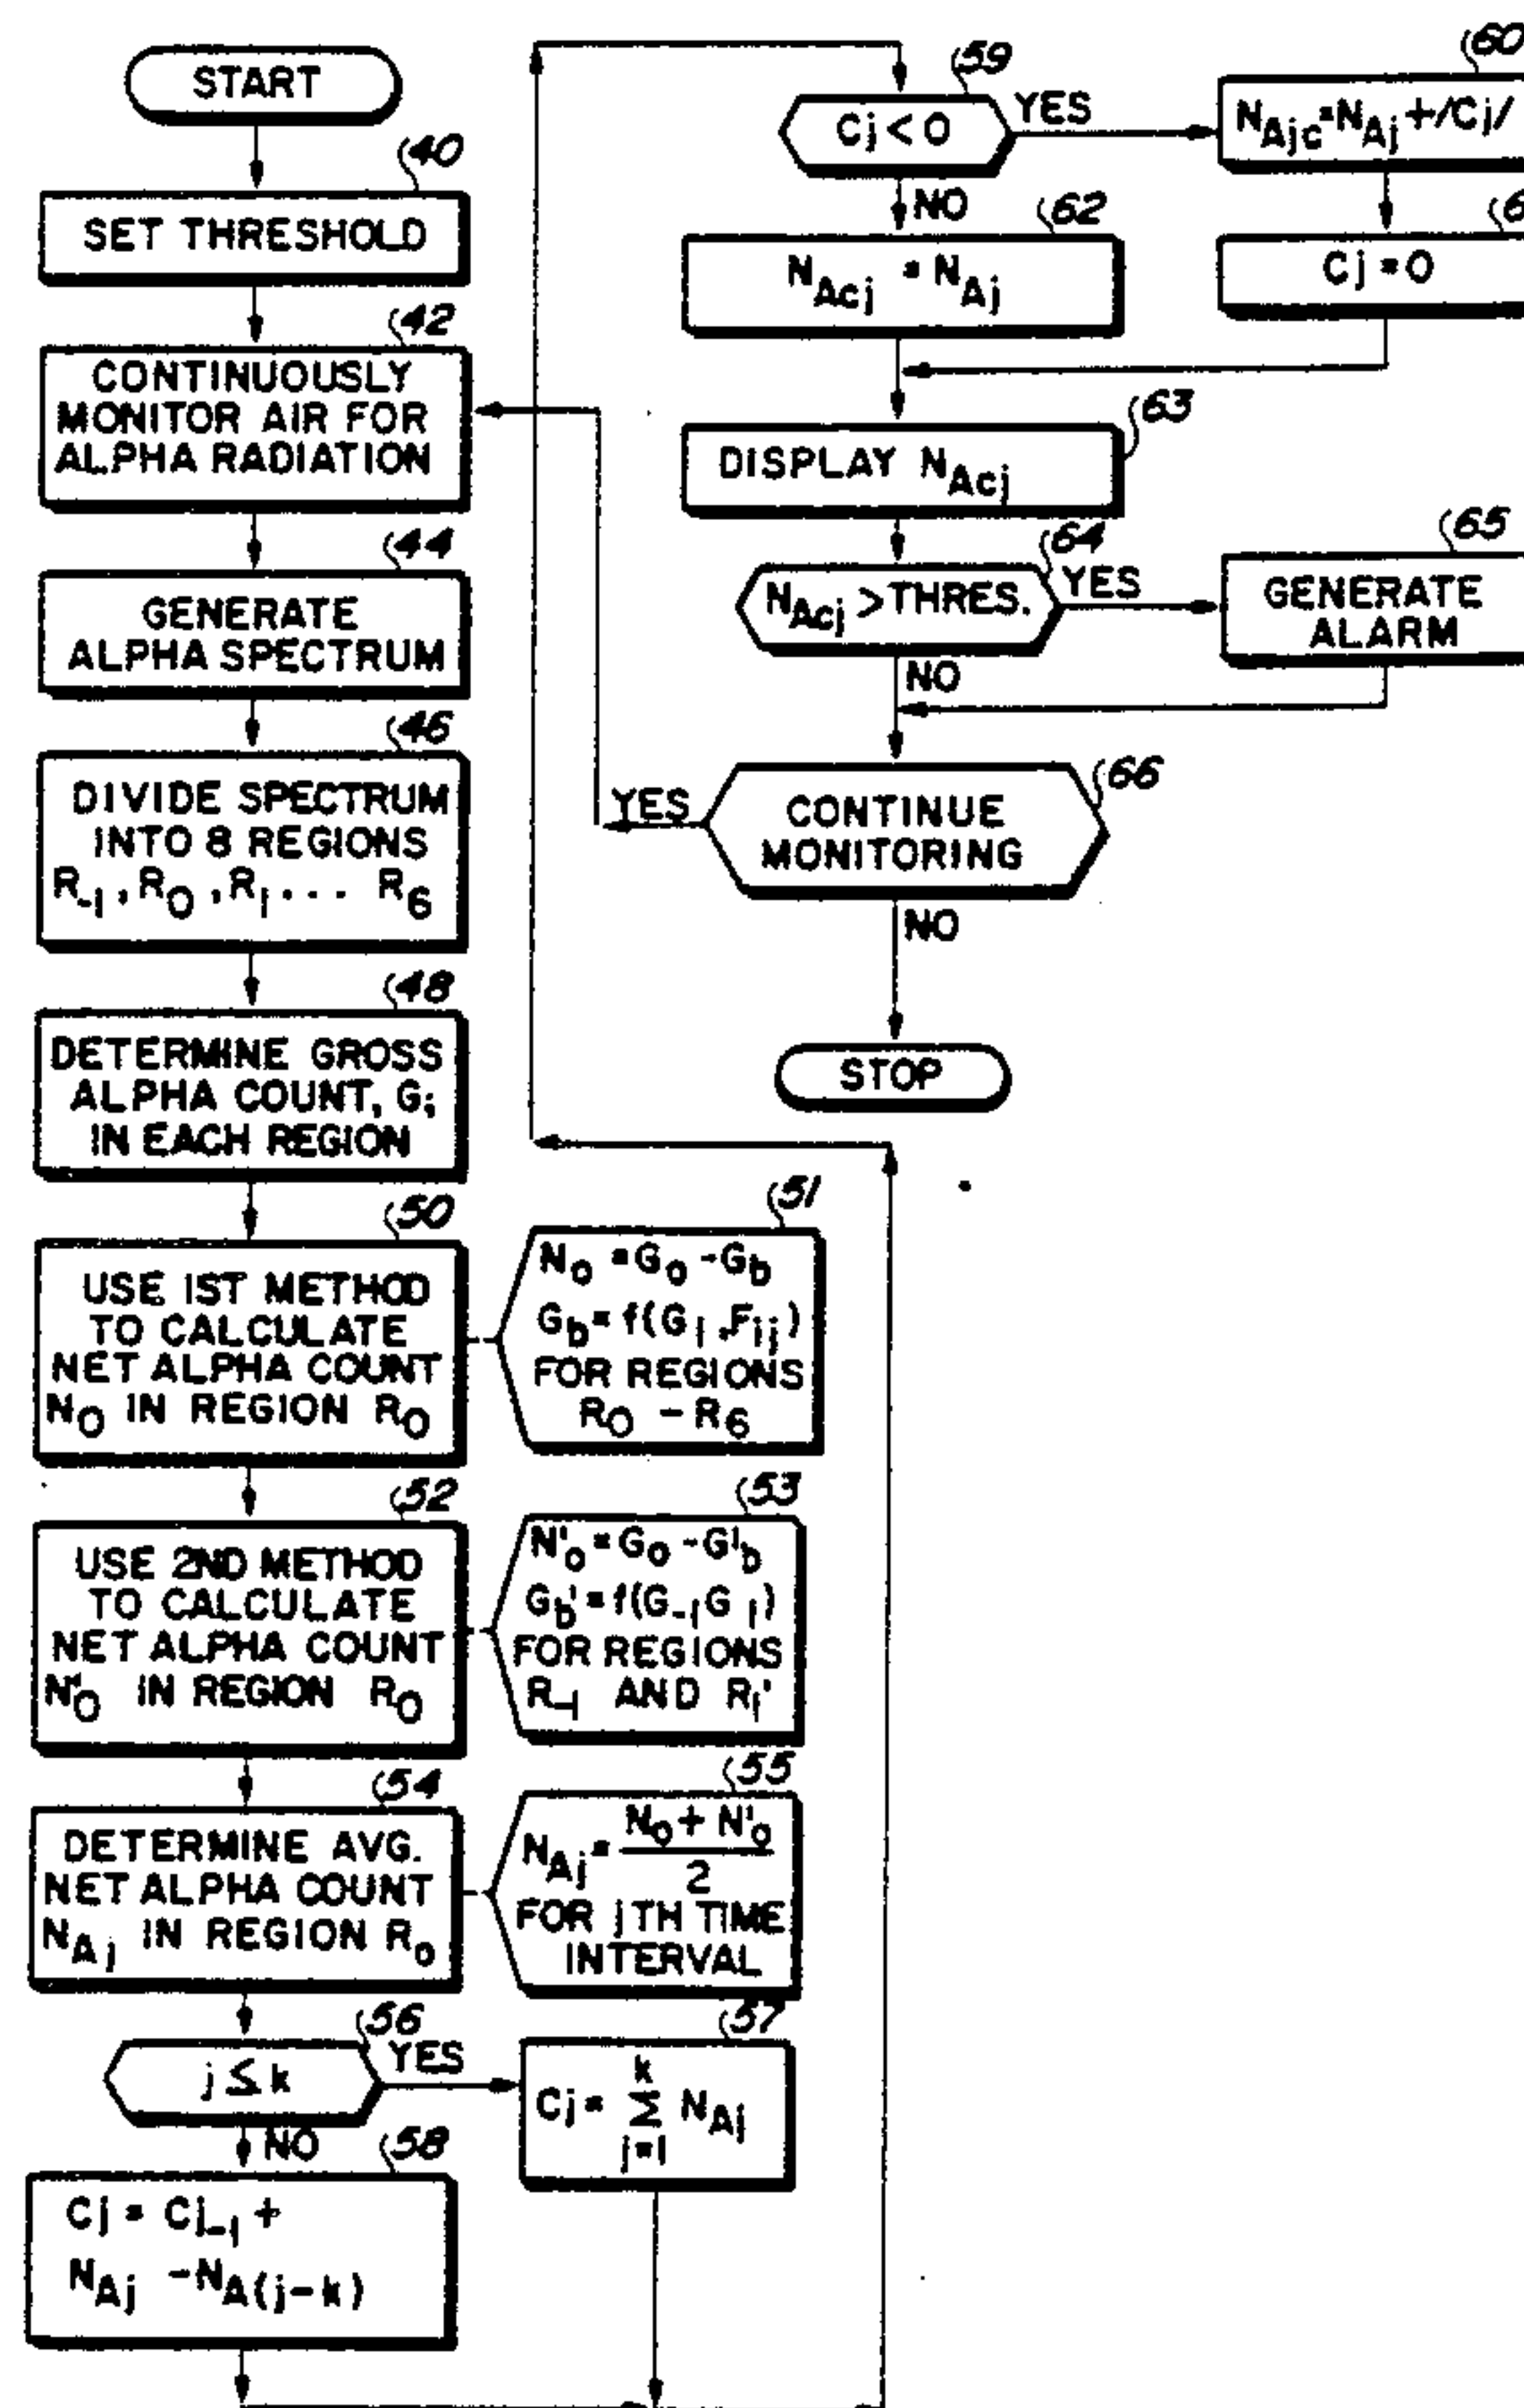 START
40
SET THRESHOLD
42
CONTINUOUSLY
MONITOR AIR FOR
ALPHA RADIATION
44
GENERATE
ALPHA SPECTRUM
46
DIVIDE SPECTRUM
INTO 8 REGIONS
R-1, R0, R1 ... R6
48
DETERMINE GROSS
ALPHA COUNT, Gi
IN EACH REGION
50
USE 1ST METHOD
TO CALCULATE
NET ALPHA COUNT
N0 IN REGION R0
51
N0 = G0 - Gb
Gb = f(Gi, Fij)
FOR REGIONS
R0 - R6
52
USE 2ND METHOD
TO CALCULATE
NET ALPHA COUNT
N'0 IN REGION R0
53
N'0 = G0 - G'b
Gb' = f(G-1 G1)
FOR REGIONS
R-1 AND R1'
54
DETERMINE AVG.
NET ALPHA COUNT
NAj IN REGION R0
55
NAj = N0 + N'0
2
FOR jTH TIME
INTERVAL
56
j ≤ k
YES
NO
57
k
Cj = Σ NAj
j=1
58
Cj = Cj-1 +
NAj - NA(j-k)
59
Cj < 0
YES
NO
60
NAjc = NAj + /Cj/
Cj = 0
62
NAcj = NAj
63
DISPLAY NAcj
64
NAcj > THRES.
YES
NO
65
GENERATE
ALARM
66
CONTINUE
MONITORING
YES
NO
STOP